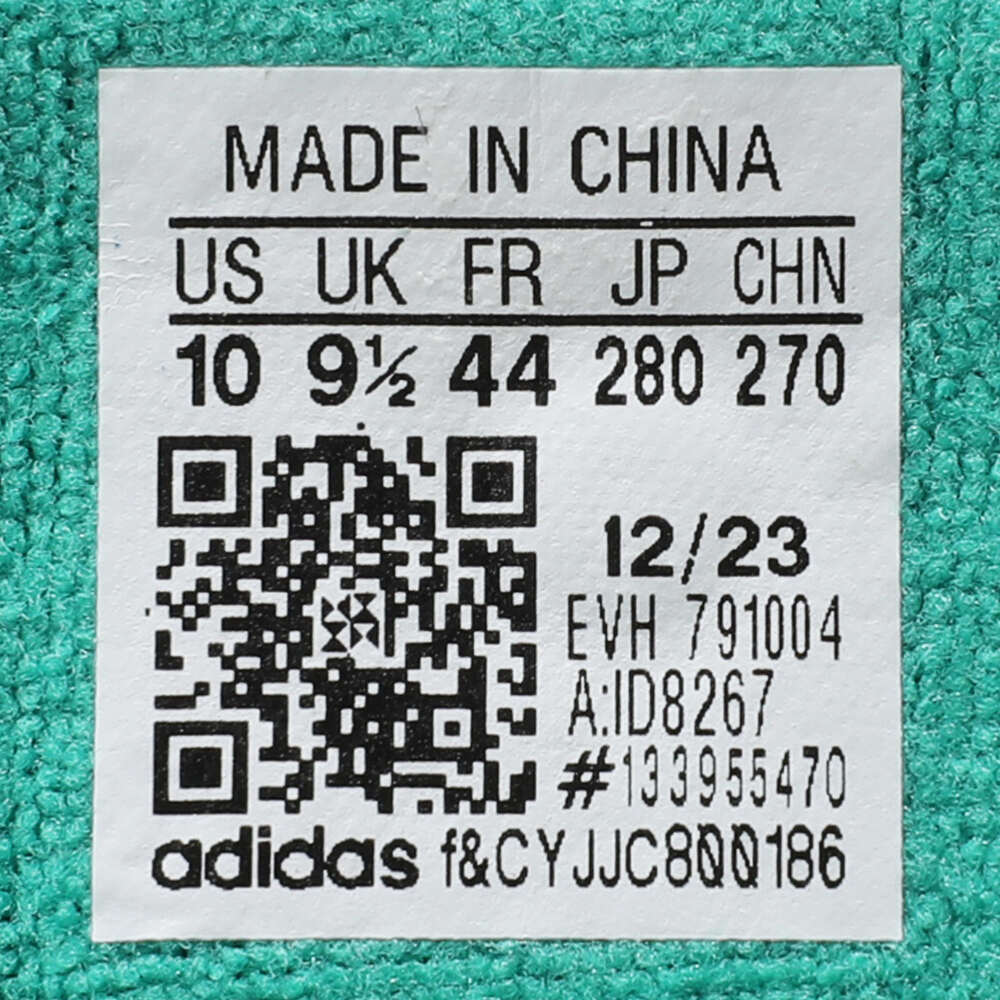 MADE IN CHINA
US UK FR JP CHN
10 9½ 44 280 270
12/23
EVH 791004
A:ID8267
#133955470
adidas f&CYJJC800186